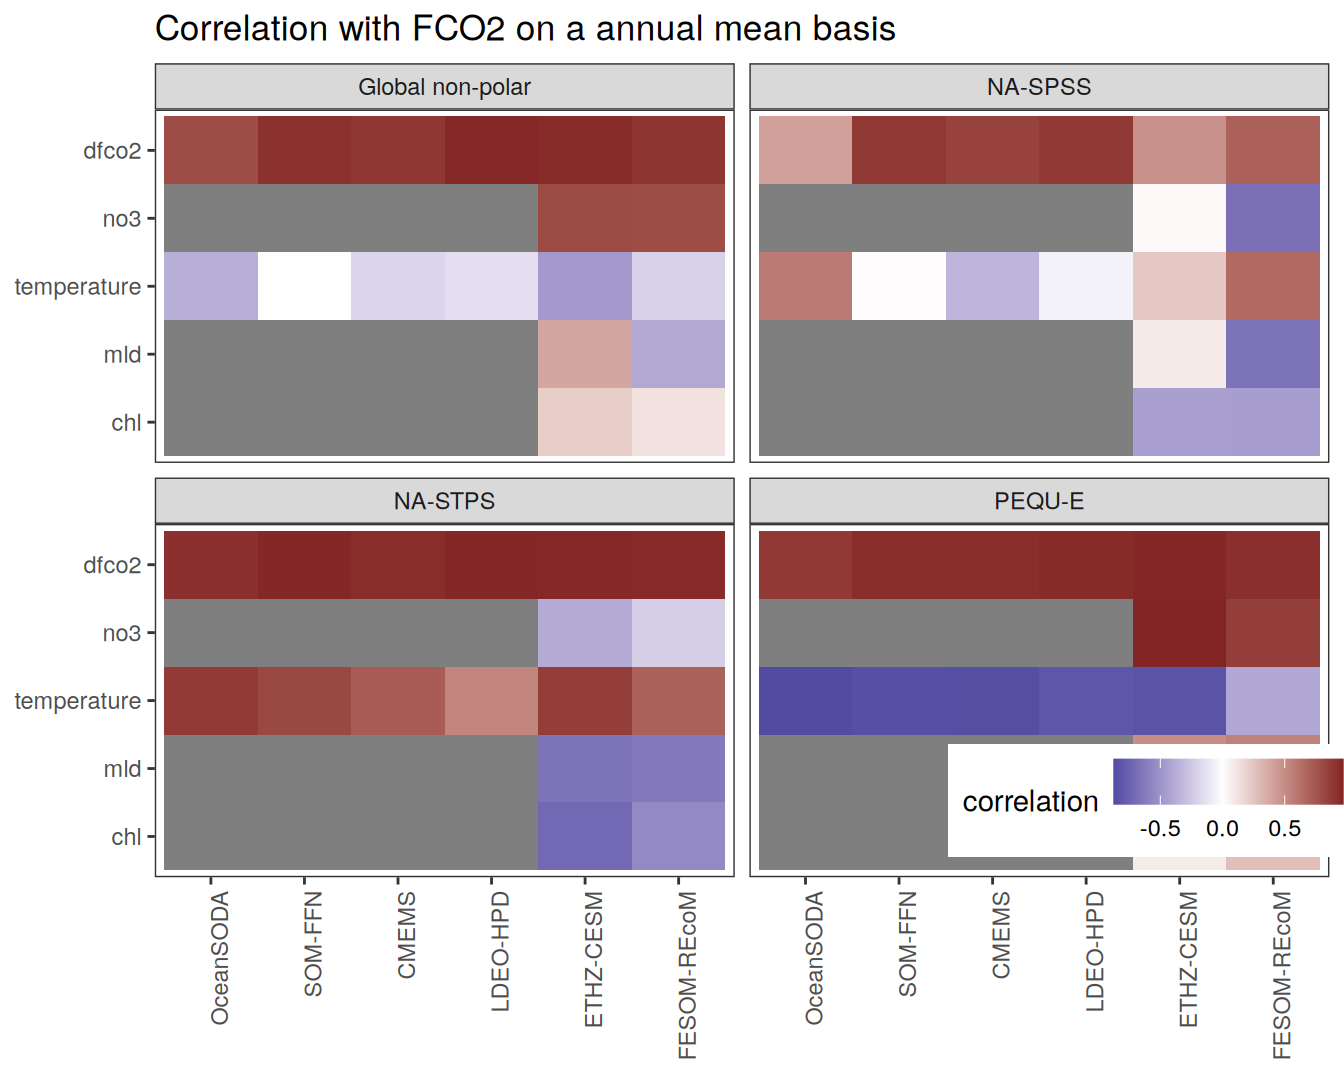 Correlation with FCO2 on a annual mean basis
Global non-polar
NA-SPSS
dfco2
no3
temperature
mld
chl
NA-STPS
PEQU-E
dfco2
no3
temperature
mld
chl
correlation
-0.5 0.0 0.5
OceanSODA
SOM-FFN
CMEMS
LDEO-HPD
ETHZ-CESM
FESOM-REcoM
OceanSODA
SOM-FFN
CMEMS
LDEO-HPD
ETHZ-CESM
FESOM-REcoM